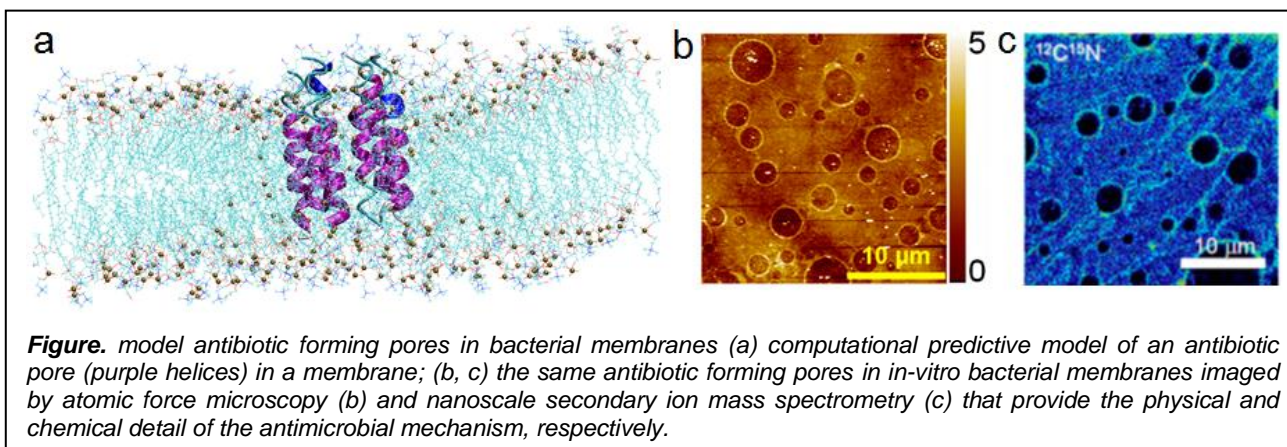 a
b
5
0
c
12C15N-
10 µm
10 µm
Figure. model antibiotic forming pores in bacterial membranes (a) computational predictive model of an antibiotic
pore (purple helices) in a membrane; (b, c) the same antibiotic forming pores in in-vitro bacterial membranes imaged
by atomic force microscopy (b) and nanoscale secondary ion mass spectrometry (c) that provide the physical and
chemical detail of the antimicrobial mechanism, respectively.